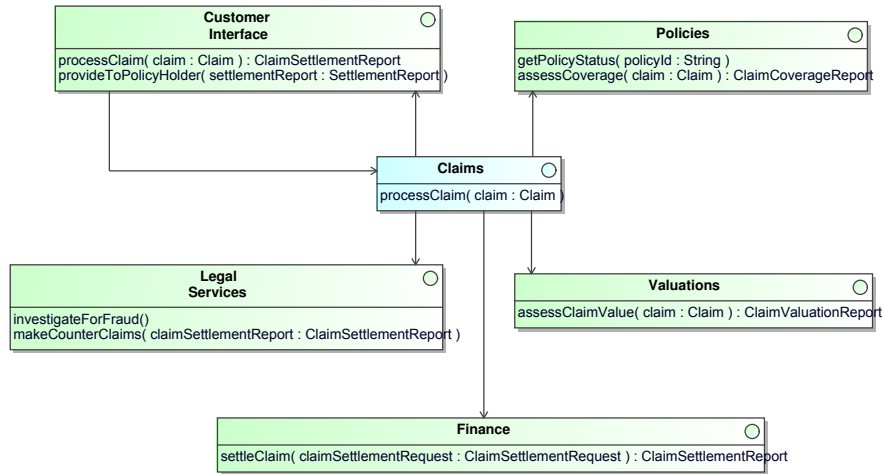 Customer
Interface
processClaim( claim : Claim ) : ClaimSettlementReport
provideToPolicyHolder( settlementReport : SettlementReport )
Policies
getPolicyStatus( policyId : String )
assessCoverage( claim : Claim ) : ClaimCoverageReport
Claims
processClaim( claim : Claim )
Legal
Services
investigateForFraud()
makeCounterClaims( claimSettlementReport : ClaimSettlementReport )
Valuations
assessClaimValue( claim : Claim ) : ClaimValuationReport
Finance
settleClaim( claimSettlementRequest : ClaimSettlementRequest ) : ClaimSettlementReport